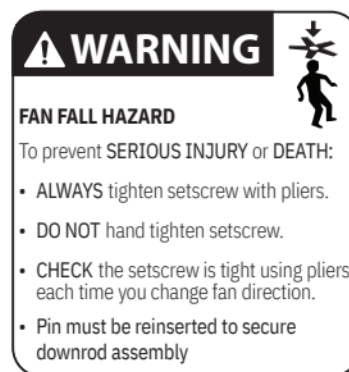 WARNING
FAN FALL HAZARD
To prevent SERIOUS INJURY or DEATH:
• ALWAYS tighten setscrew with pliers.
• DO NOT hand tighten setscrew.
• CHECK the setscrew is tight using pliers
each time you change fan direction.
• Pin must be reinserted to secure
downrod assembly